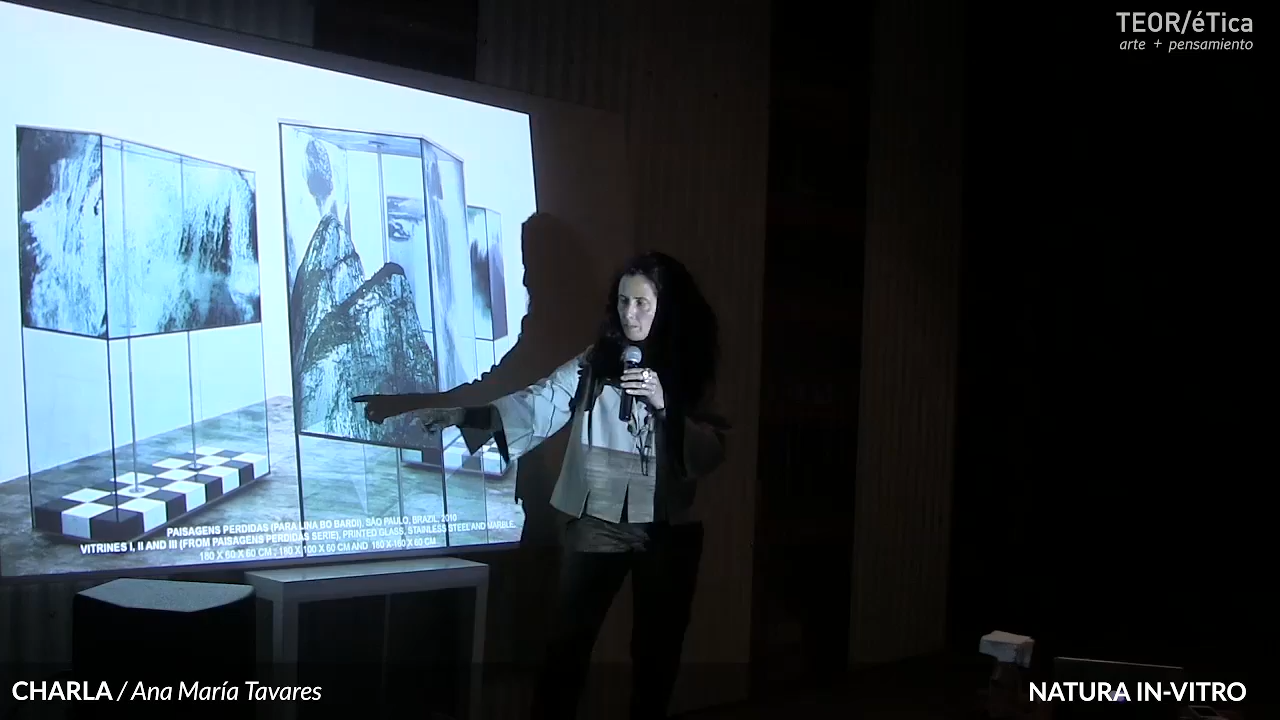 TEOR/éTica
arte + pensamiento
PAISAGENS PERDIDAS (PARA LINA BO BARDI), SÃO PAULO, BRAZIL, 2010
VITRINES I, II AND III (FROM PAISAGENS PERDIDAS SERIE), PRINTED GLASS, STAINLESS STEEL AND MARBLE,
180 X 60 X 60 CM ; 180 X 100 X 60 CM AND 180 X 160 X 60 CM
CHARLA / Ana María Tavares
NATURA IN-VITRO